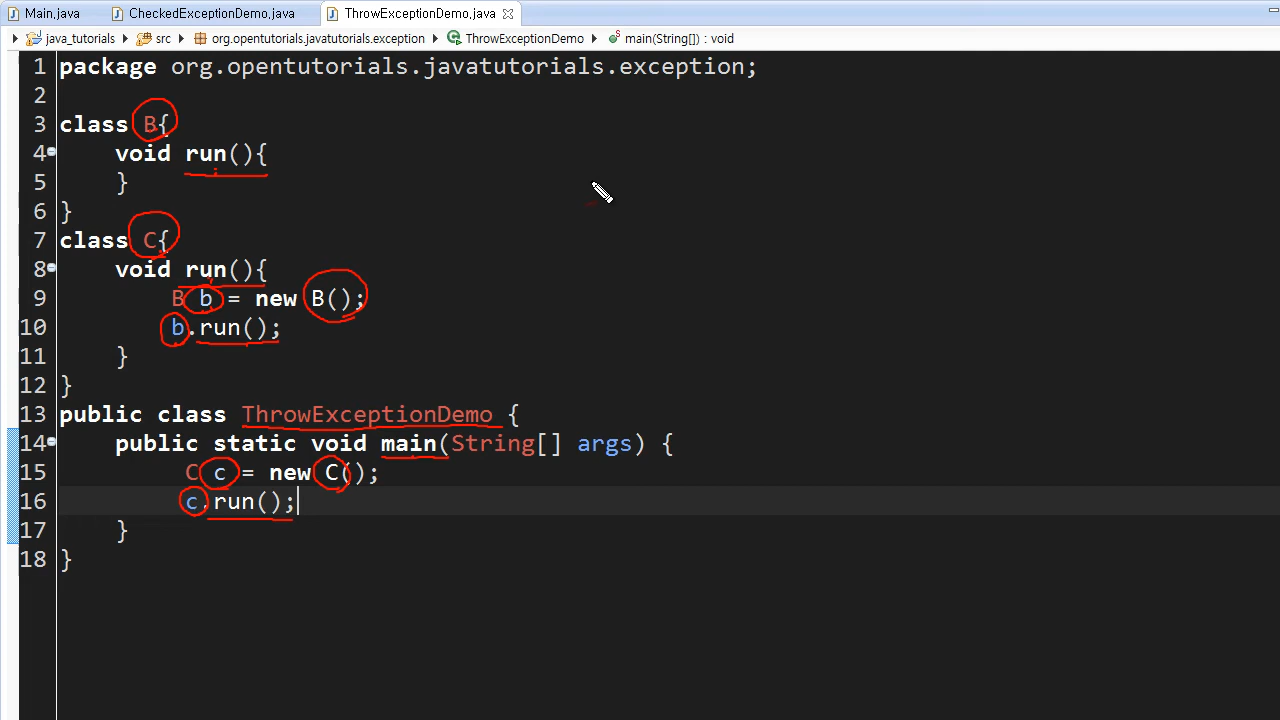 Main.java CheckedExceptionDemo.java ThrowExceptionDemo.java
java_tutorials src org.opentutorials.javatutorials.exception ThrowExceptionDemo main(String[]) : void
1 package org.opentutorials.javatutorials.exception;
2
3 class B{
4 void run(){
5 }
6 }
7 class C{
8 void run(){
9 B b = new B();
10 b.run();
11 }
12 }
13 public class ThrowExceptionDemo {
14 public static void main(String[] args) {
15 C c = new C();
16 c.run();
17 }
18 }